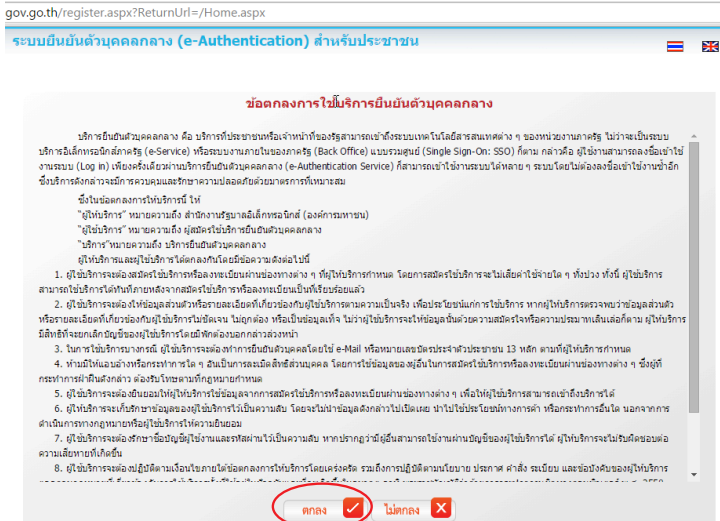 gov.go.th/register.aspx?ReturnUrl=/Home.aspx
ระบบยืนยันตัวบุคคลกลาง (e-Authentication) สำหรับประชาชน
ข้อตกลงการใช้บริการยืนยันตัวบุคคลกลาง
บริการยืนยันตัวบุคคลกลาง คือ บริการที่ประชาชนหรือเจ้าหน้าที่ของรัฐสามารถเข้าถึงระบบเทคโนโลยีสารสนเทศต่าง ๆ ของหน่วยงานภาครัฐ ไม่ว่าจะเป็นระบบ
บริการอิเล็กทรอนิกส์ภาครัฐ (e-Service) หรือระบบงานภายในของภาครัฐ (Back Office) แบบรวมศูนย์ (Single Sign-On: SSO) ก็ตาม กล่าวคือ ผู้ใช้งานสามารถลงชื่อเข้าใช้
งานระบบ (Log in) เพียงครั้งเดียวผ่านบริการยืนยันตัวบุคคลกลาง (e-Authentication Service) ก็สามารถเข้าใช้งานระบบได้หลาย ๆ ระบบโดยไม่ต้องลงชื่อเข้าใช้งานซ้ำอีก
ซึ่งบริการดังกล่าวจะมีการควบคุมและรักษาความปลอดภัยด้วยมาตรการที่เหมาะสม
ซึ่งในข้อตกลงการให้บริการนี้ ให้
"ผู้ให้บริการ" หมายความถึง สำนักงานรัฐบาลอิเล็กทรอนิกส์ (องค์การมหาชน)
"ผู้ใช้บริการ" หมายความถึง ผู้สมัครใช้บริการยืนยันตัวบุคคลกลาง
"บริการ"หมายความถึง บริการยืนยันตัวบุคคลกลาง
ผู้ให้บริการและผู้ใช้บริการได้ตกลงกันโดยมีข้อความดังต่อไปนี้
1. ผู้ใช้บริการจะต้องสมัครใช้บริการหรือลงทะเบียนผ่านช่องทางต่าง ๆ ที่ผู้ให้บริการกำหนด โดยการสมัครใช้บริการจะไม่เสียค่าใช้จ่ายใด ๆ ทั้งปวง ทั้งนี้ ผู้ใช้บริการ
สามารถใช้บริการได้ทันทีภายหลังจากสมัครใช้บริการหรือลงทะเบียนเป็นที่เรียบร้อยแล้ว
2. ผู้ใช้บริการจะต้องให้ข้อมูลส่วนตัวหรือรายละเอียดที่เกี่ยวข้องกับผู้ใช้บริการตามความเป็นจริง เพื่อประโยชน์แก่การใช้บริการ หากผู้ให้บริการตรวจพบว่าข้อมูลส่วนตัว
หรือรายละเอียดที่เกี่ยวข้องกับผู้ใช้บริการไม่ชัดเจน ไม่ถูกต้อง หรือเป็นข้อมูลเท็จ ไม่ว่าผู้ใช้บริการจะให้ข้อมูลนั้นด้วยความสมัครใจหรือความประมาทเลินเล่อก็ตาม ผู้ให้บริการ
มีสิทธิที่จะยกเลิกบัญชีของผู้ใช้บริการโดยมิพักต้องบอกกล่าวล่วงหน้า
3. ในการใช้บริการบางกรณี ผู้ใช้บริการจะต้องทำการยืนยันตัวบุคคลโดยใช้ e-Mail หรือหมายเลขบัตรประจำตัวประชาชน 13 หลัก ตามที่ผู้ให้บริการกำหนด
4. ห้ามมิให้แอบอ้างหรือกระทำการใด ๆ อันเป็นการละเมิดสิทธิส่วนบุคคล โดยการใช้ข้อมูลของผู้อื่นในการสมัครใช้บริการหรือลงทะเบียนผ่านช่องทางต่าง ๆ ซึ่งผู้ที่
กระทำการฝ่าฝืนดังกล่าว ต้องรับโทษตามที่กฎหมายกำหนด
5. ผู้ใช้บริการจะต้องยินยอมให้ผู้ให้บริการใช้ข้อมูลจากการสมัครใช้บริการหรือลงทะเบียนผ่านช่องทางต่าง ๆ เพื่อให้ผู้ใช้บริการสามารถเข้าถึงบริการได้
6. ผู้ให้บริการจะเก็บรักษาข้อมูลของผู้ใช้บริการไว้เป็นความลับ โดยจะไม่นำข้อมูลดังกล่าวไปเปิดเผย นำไปใช้ประโยชน์ทางการค้า หรือกระทำการอื่นใด นอกจากการ
ดำเนินการทางกฎหมายหรือผู้ใช้บริการให้ความยินยอม
7. ผู้ใช้บริการจะต้องรักษาชื่อบัญชีผู้ใช้งานและรหัสผ่านไว้เป็นความลับ หากปรากฏว่ามีผู้อื่นสามารถใช้งานผ่านบัญชีของผู้ใช้บริการได้ ผู้ให้บริการจะไม่รับผิดชอบต่อ
ความเสียหายที่เกิดขึ้น
8. ผู้ใช้บริการจะต้องปฏิบัติตามเงื่อนไขภายใต้ข้อตกลงการให้บริการโดยเคร่งครัด รวมถึงการปฏิบัติตามนโยบาย ประกาศ คำสั่ง ระเบียบ และข้อบังคับของผู้ให้บริการ
ตกลง ไม่ตกลง